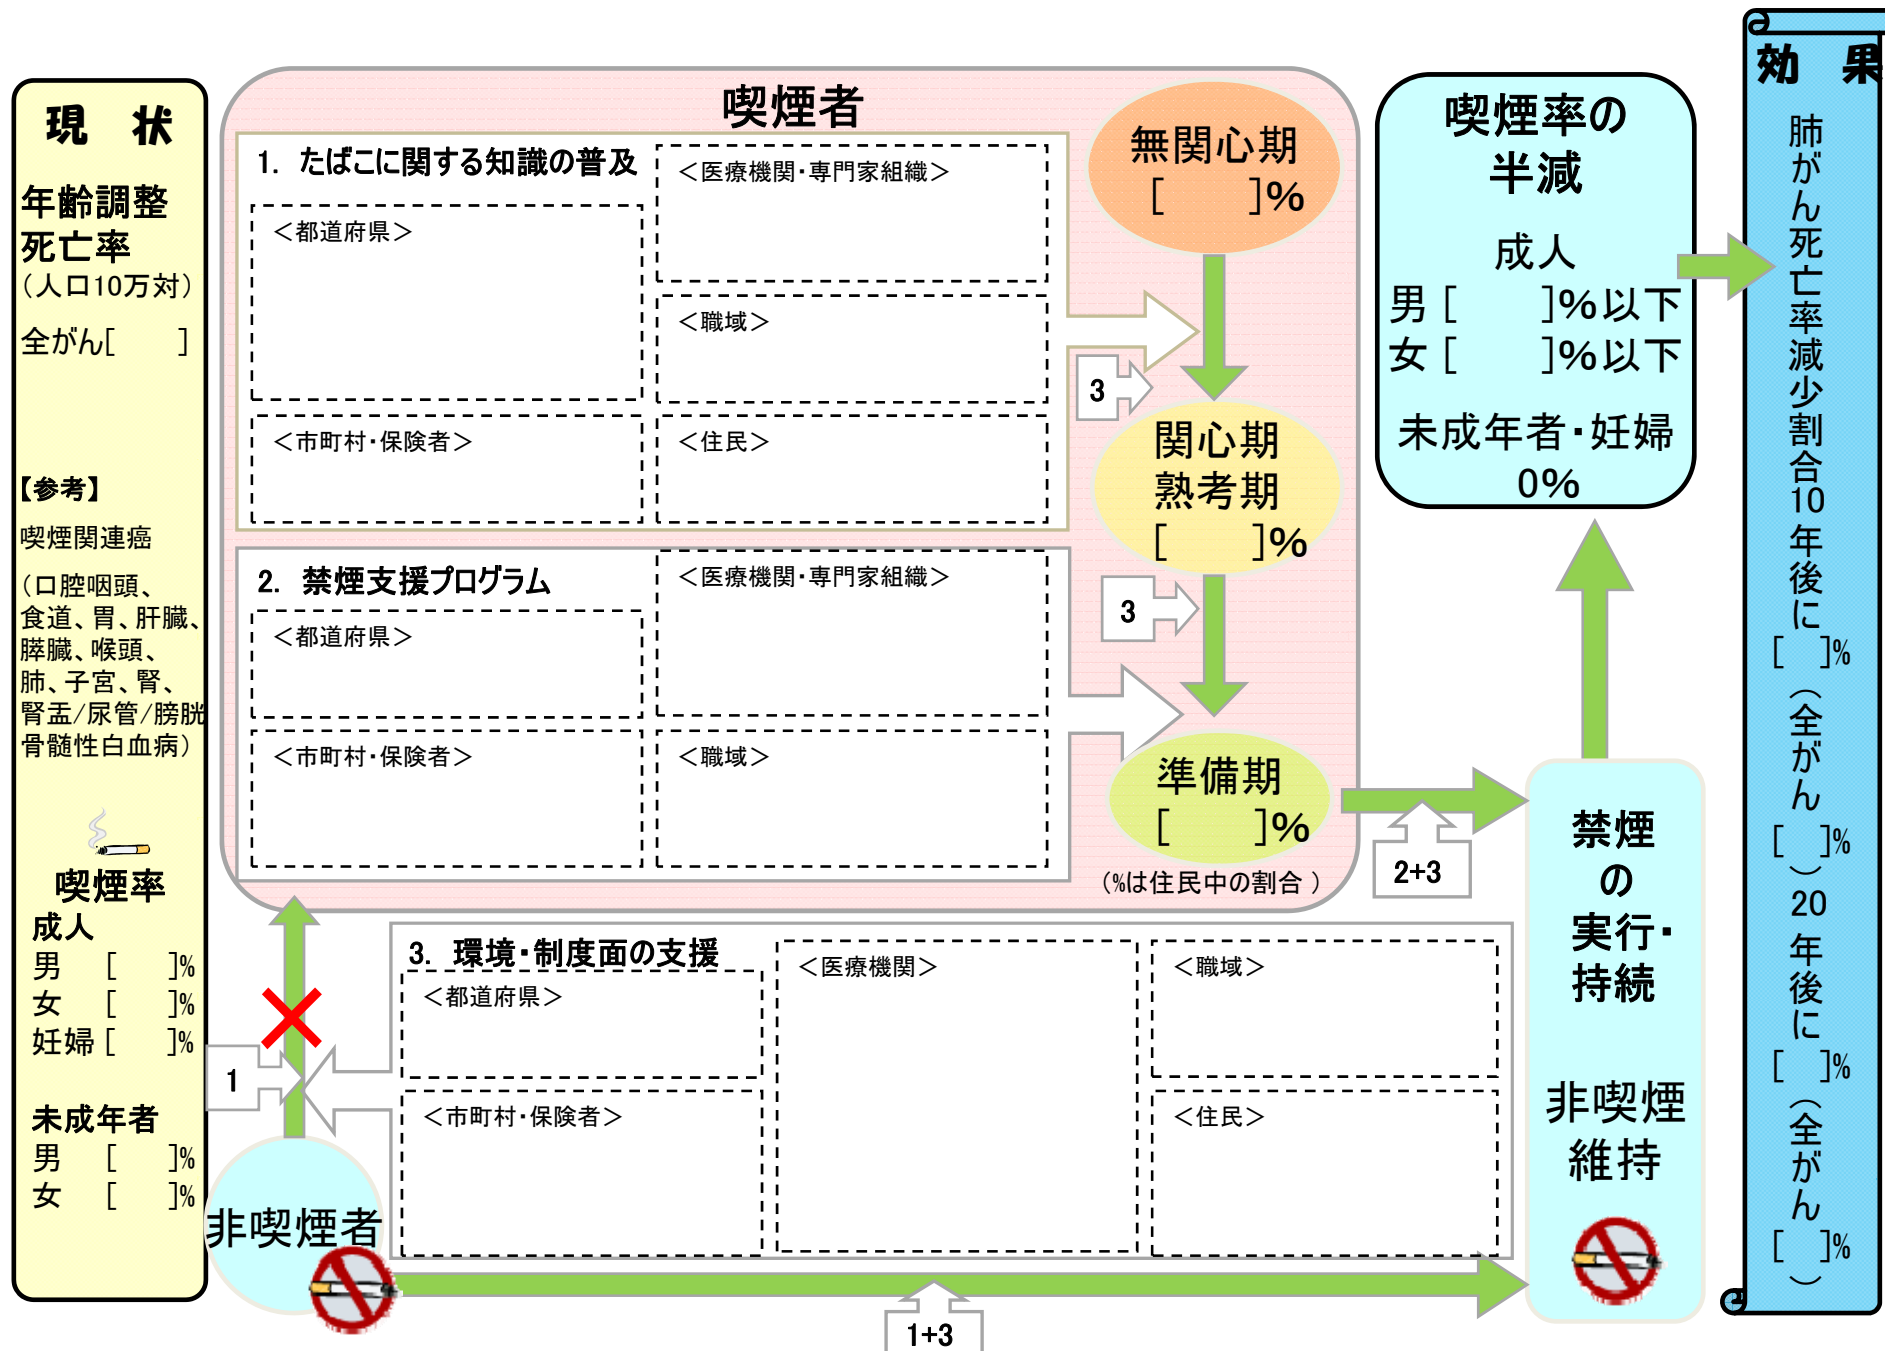 現 状
年齢調整
死亡率
（人口10万対）
全がん[　　]
【参考】
喫煙関連癌
（口腔咽頭、
食道、胃、肝臓、
膵臓、喉頭、
肺、子宮、腎、
腎盂/尿管/膀胱
骨髄性白血病）
喫煙率
成人
男　[　　]%
女　[　　]%
妊婦 [　　]%
未成年者
男　[　　]%
女　[　　]%
喫煙者
1. たばこに関する知識の普及
＜都道府県＞
＜市町村・保険者＞
＜医療機関・専門家組織＞
＜職域＞
＜住民＞
2. 禁煙支援プログラム
＜都道府県＞
＜市町村・保険者＞
＜医療機関・専門家組織＞
＜職域＞
無関心期
[　　]%
3
関心期
熟考期
[　　]%
3
準備期
[　　]%
（%は住民中の割合 ）
2+3
3. 環境・制度面の支援
＜都道府県＞
＜市町村・保険者＞
＜医療機関＞
＜職域＞
＜住民＞
1
非喫煙者
1+3
喫煙率の
半減
成人
男 [　　]%以下
女 [　　]%以下
未成年者・妊婦
0%
禁煙
の
実行・
持続
非喫煙
維持
効 果
肺がん死亡率減少割合10年後に[　]%（全がん[　]%）20年後に[　]%（全がん[　]%）